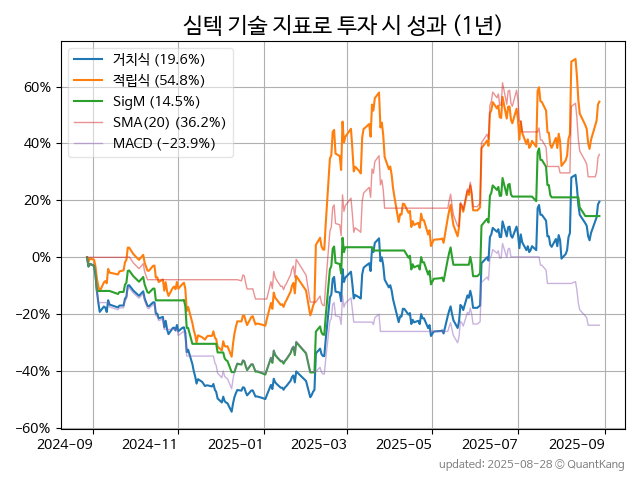 심텍 기술 지표로 투자 시 성과 (1년)
거치식 (19.6%)
적립식 (54.8%)
SigM (14.5%)
SMA(20) (36.2%)
MACD (−23.9%)
60%
40%
20%
0%
−20%
−40%
−60%
2024-09
2024-11
2025-01
2025-03
2025-05
2025-07
2025-09
updated: 2025-08-28 © QuantKang